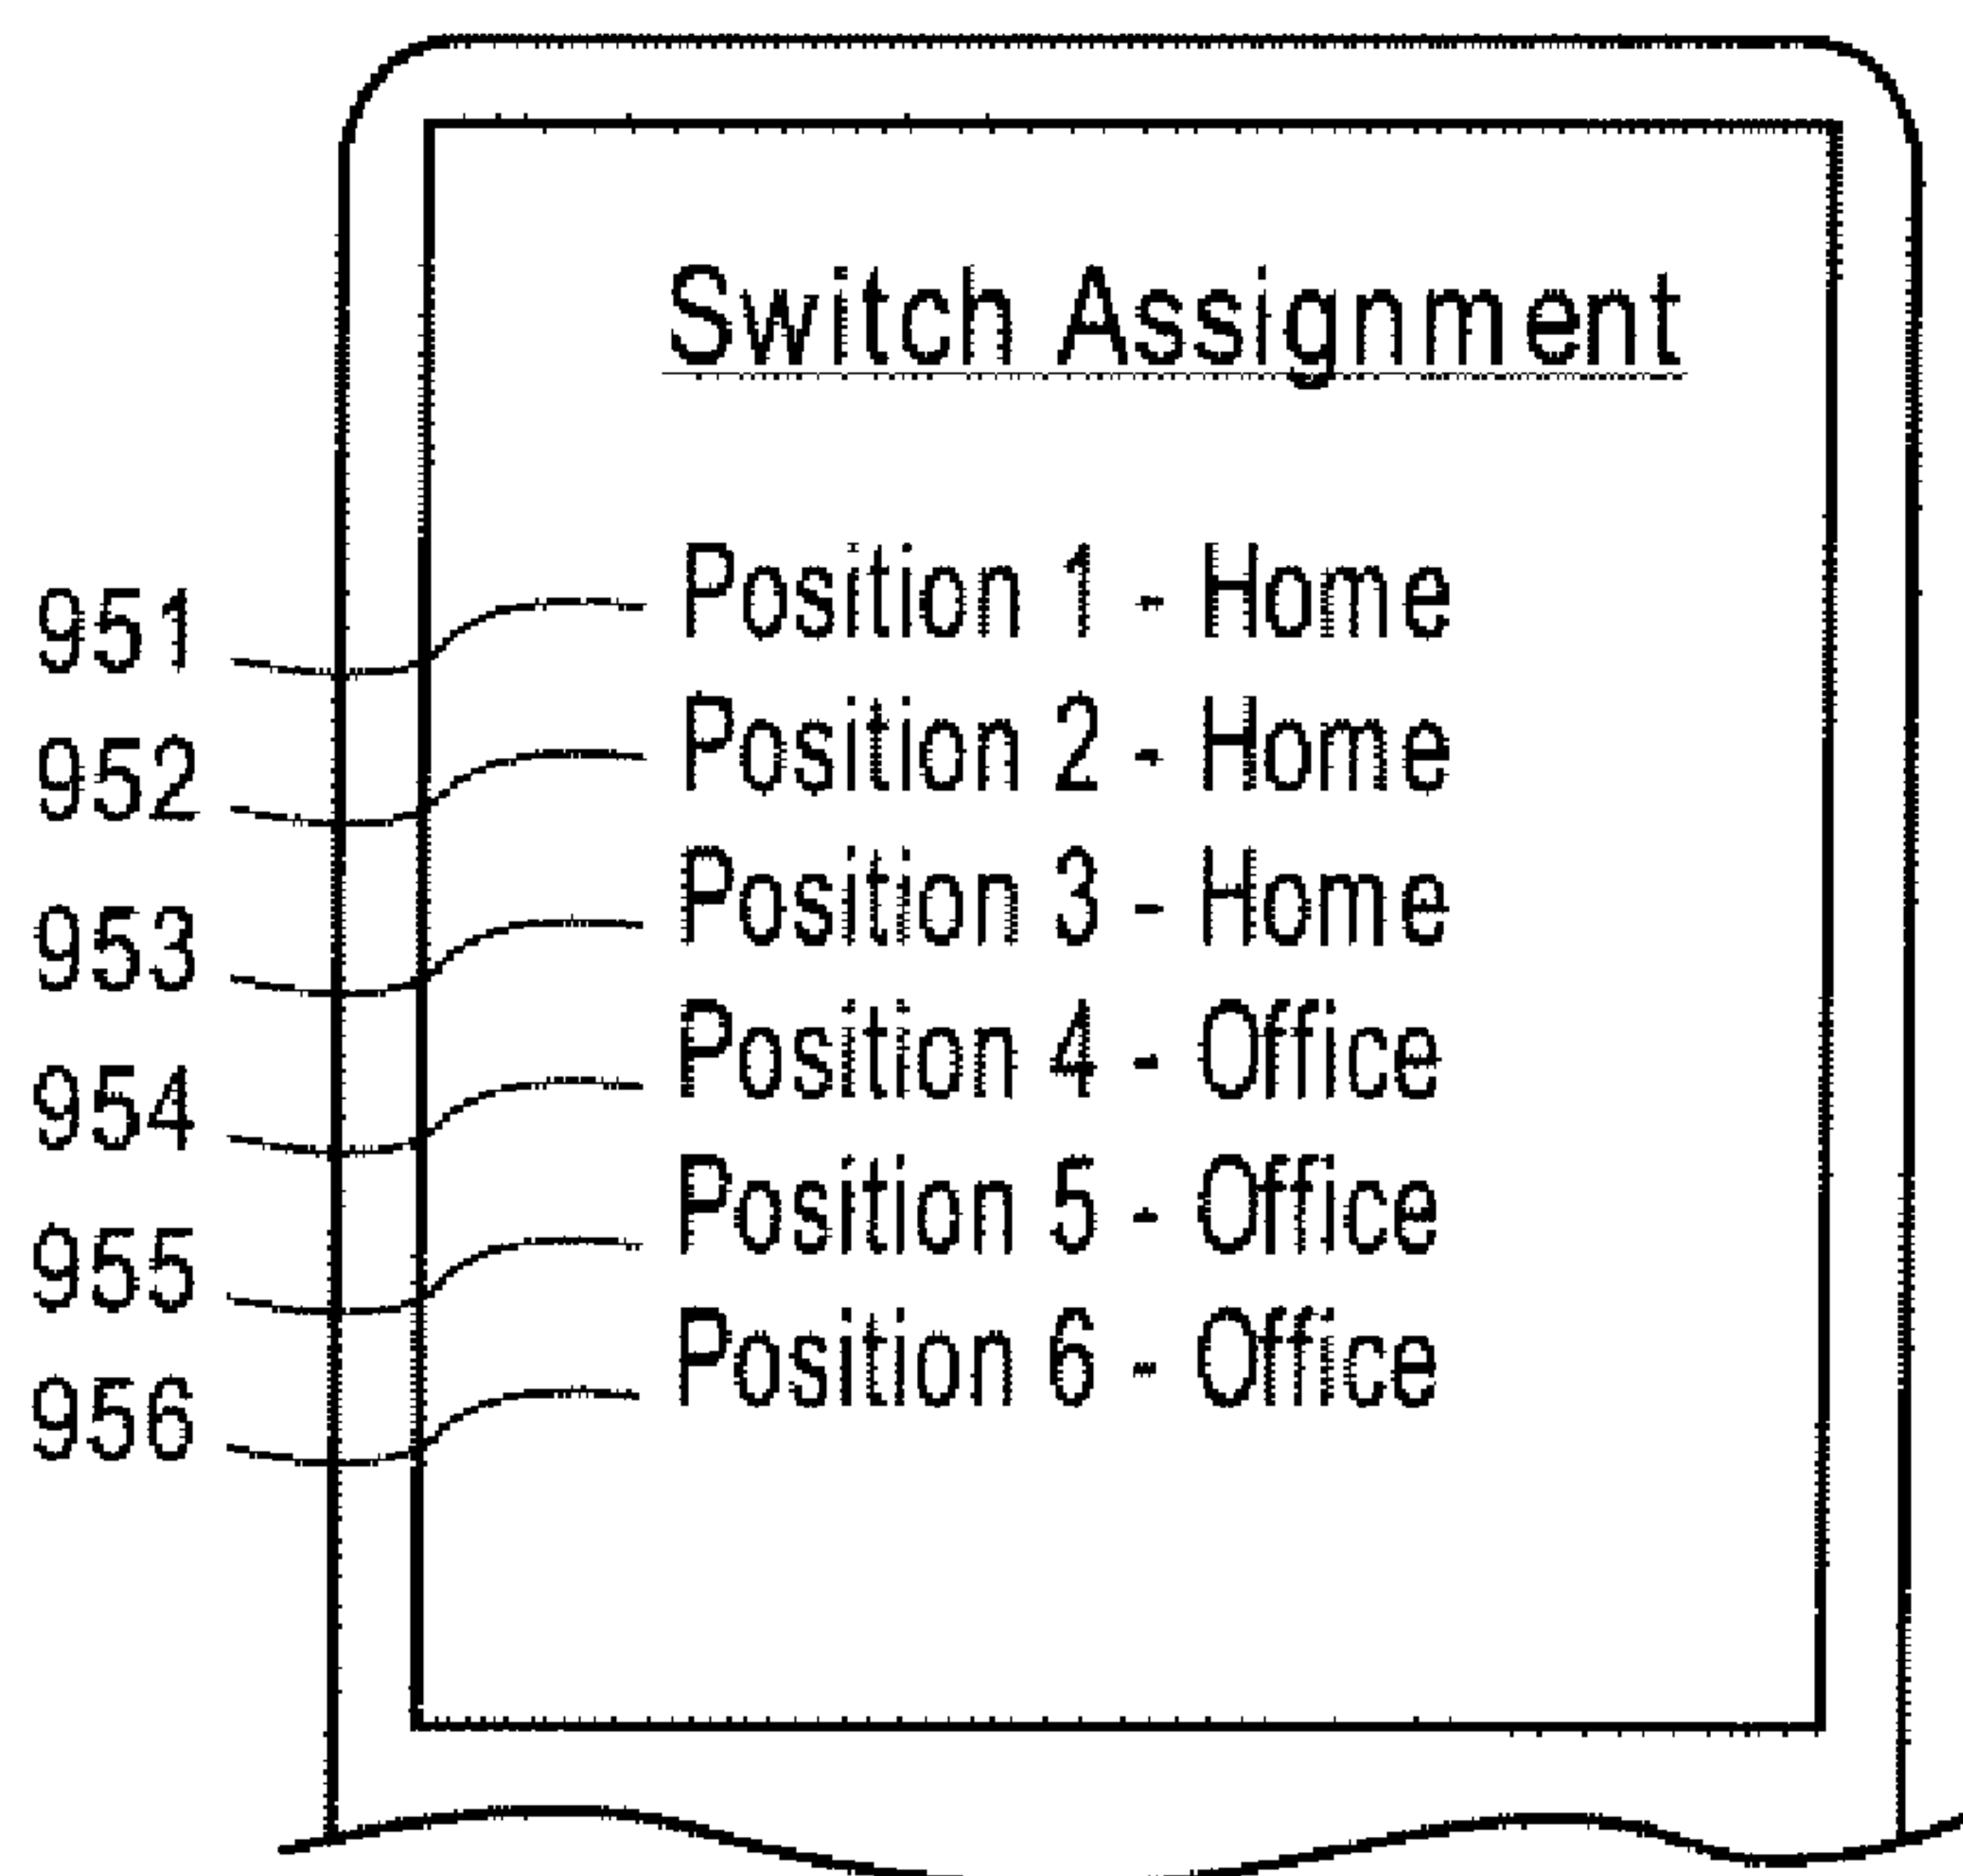 Switch Assignment
951 Position 1 - Home
952 Position 2 - Home
953 Position 3 - Home
954 Position 4 - Office
955 Position 5 - Office
956 Position 6 - Office